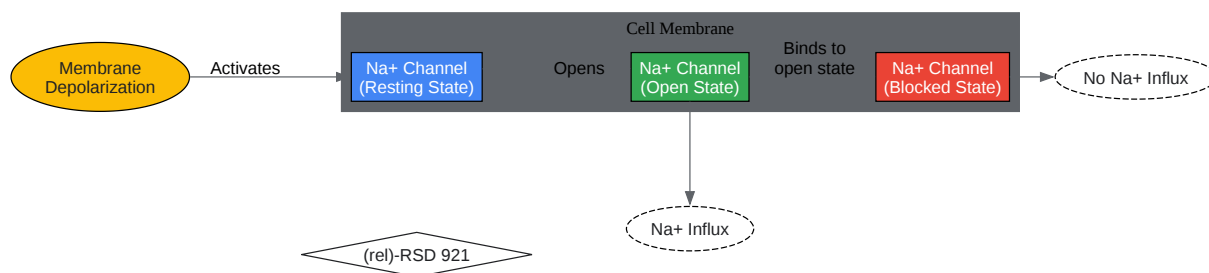 Cell Membrane
Membrane
Depolarization
Activates
Na+ Channel
(Resting State)
Opens
Na+ Channel
(Open State)
Binds to
open state
Na+ Channel
(Blocked State)
No Na+ Influx
Na+ Influx
(rel)-RSD 921